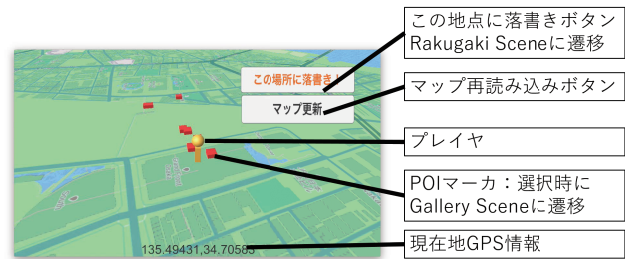 この地点に落書きボタン
Rakugaki Sceneに遷移
この場所に落書き！
マップ再読み込みボタン
マップ更新
プレイヤ
POIマーカ：選択時に
Gallery Sceneに遷移
現在地GPS情報
135.49431,34.70583